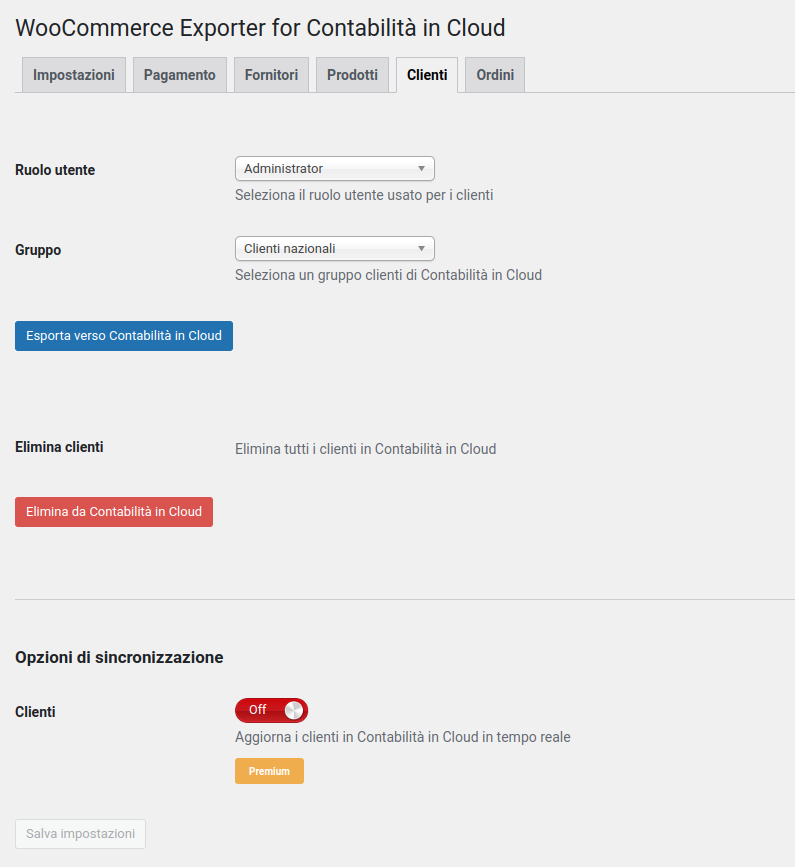 WooCommerce Exporter for Contabilità in Cloud
Impostazioni Pagamento Fornitori Prodotti Clienti Ordini
Ruolo utente Administrator
Seleziona il ruolo utente usato per i clienti
Gruppo Clienti nazionali
Seleziona un gruppo clienti di Contabilità in Cloud
Esporta verso Contabilità in Cloud
Elimina clienti Elimina tutti i clienti in Contabilità in Cloud
Elimina da Contabilità in Cloud
Opzioni di sincronizzazione
Clienti Off
Aggiorna i clienti in Contabilità in Cloud in tempo reale
Premium
Salva impostazioni